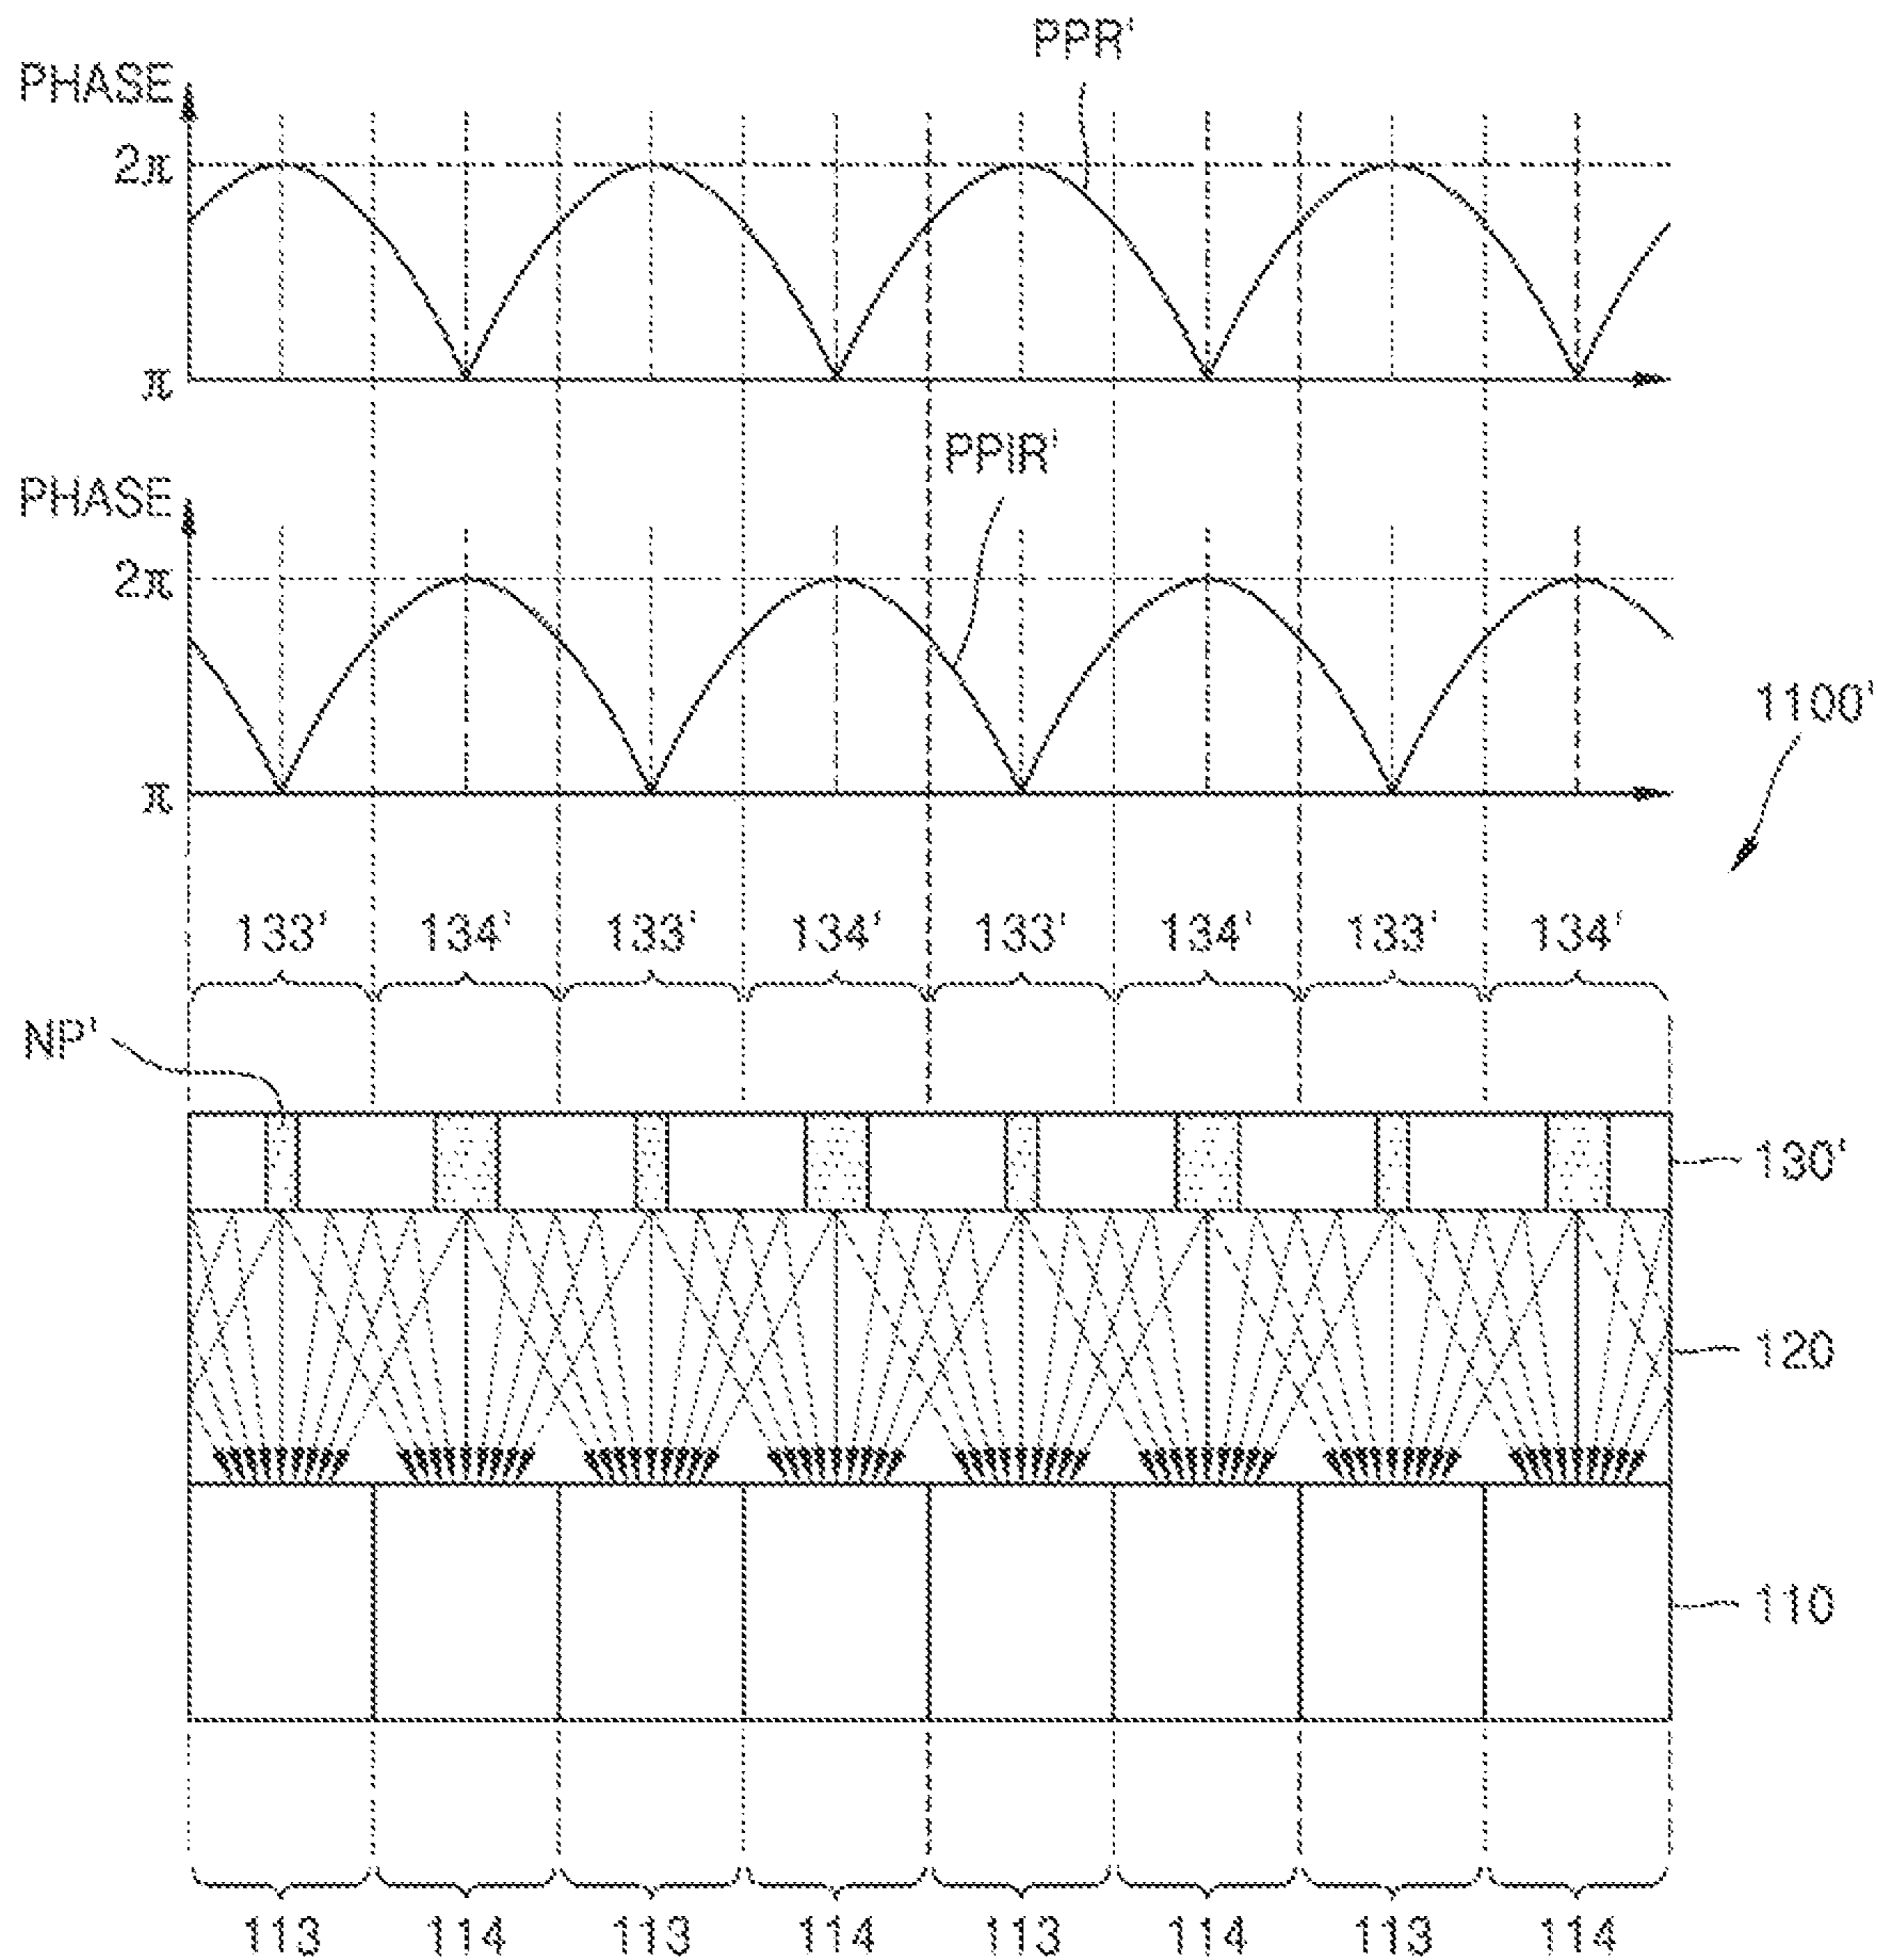 PPR'
PHASE
2π
π
PPIR'
PHASE
2π
π
1100'
133' 134' 133' 134' 133' 134' 133' 134'
NP'
130'
120
110
113 114 113 114 113 114 113 114